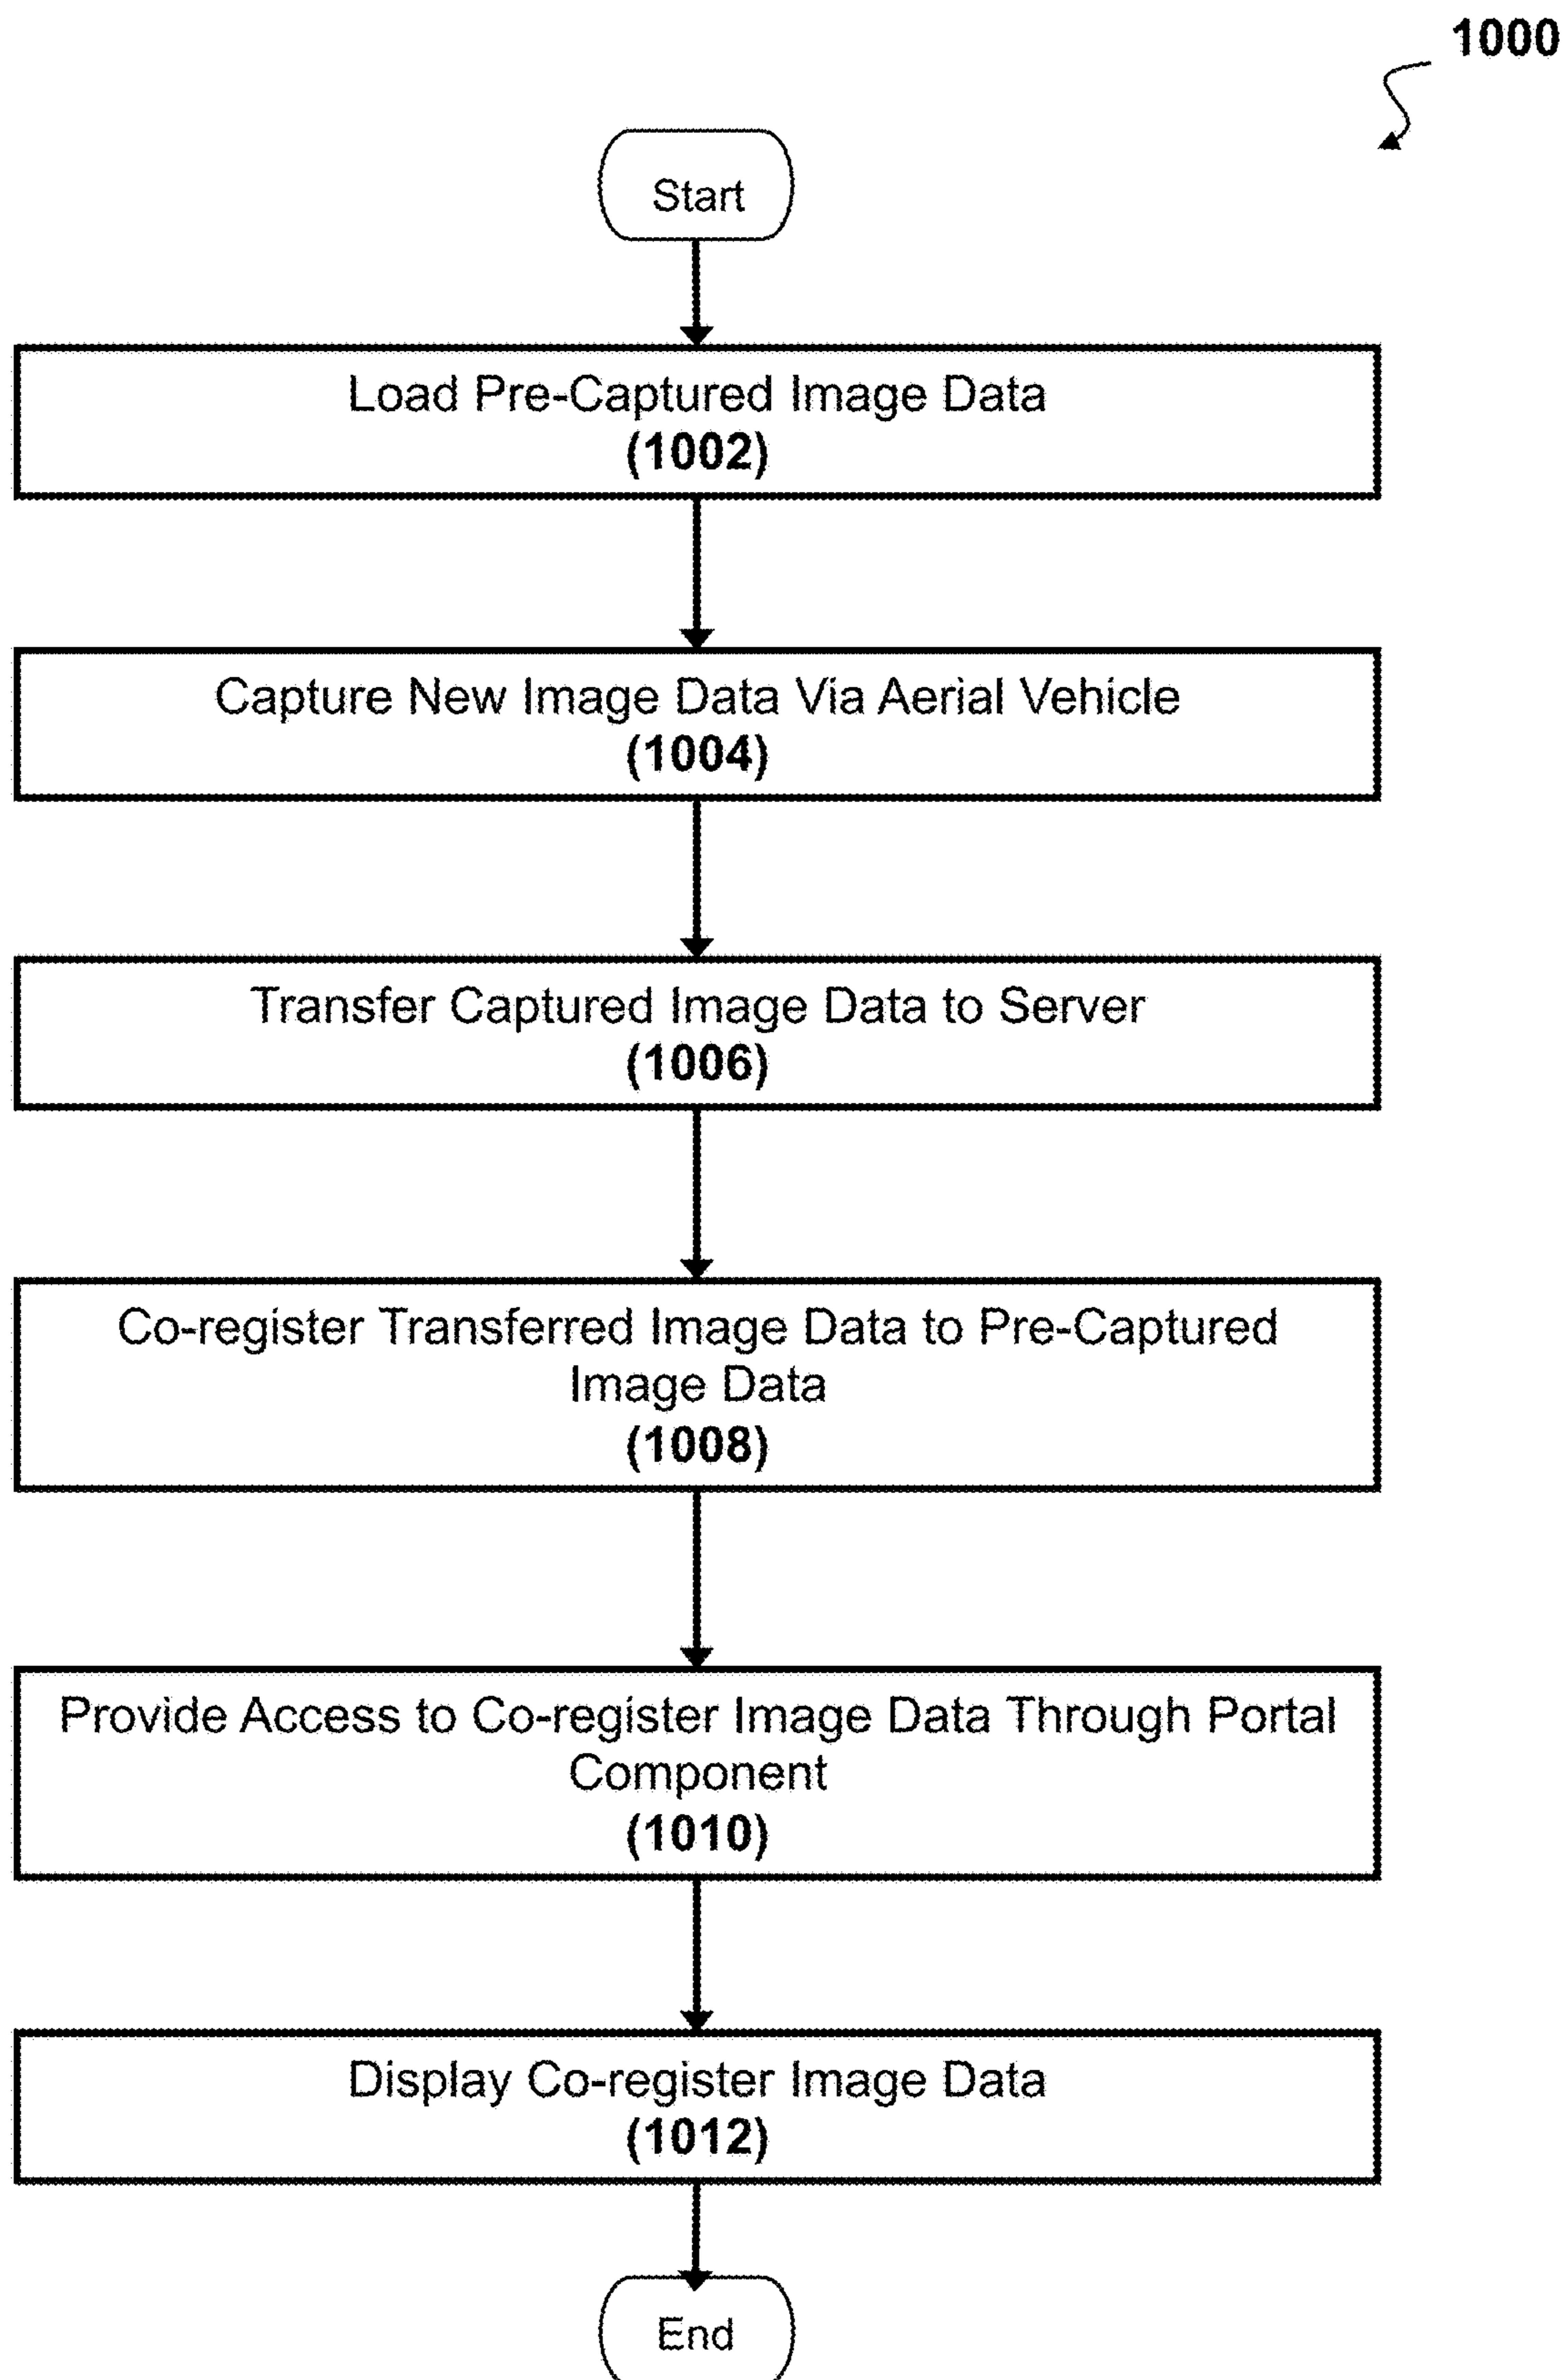 1000
Start
Load Pre-Captured Image Data
(1002)
Capture New Image Data Via Aerial Vehicle
(1004)
Transfer Captured Image Data to Server
(1006)
Co-register Transferred Image Data to Pre-Captured
Image Data
(1008)
Provide Access to Co-register Image Data Through Portal
Component
(1010)
Display Co-register Image Data
(1012)
End